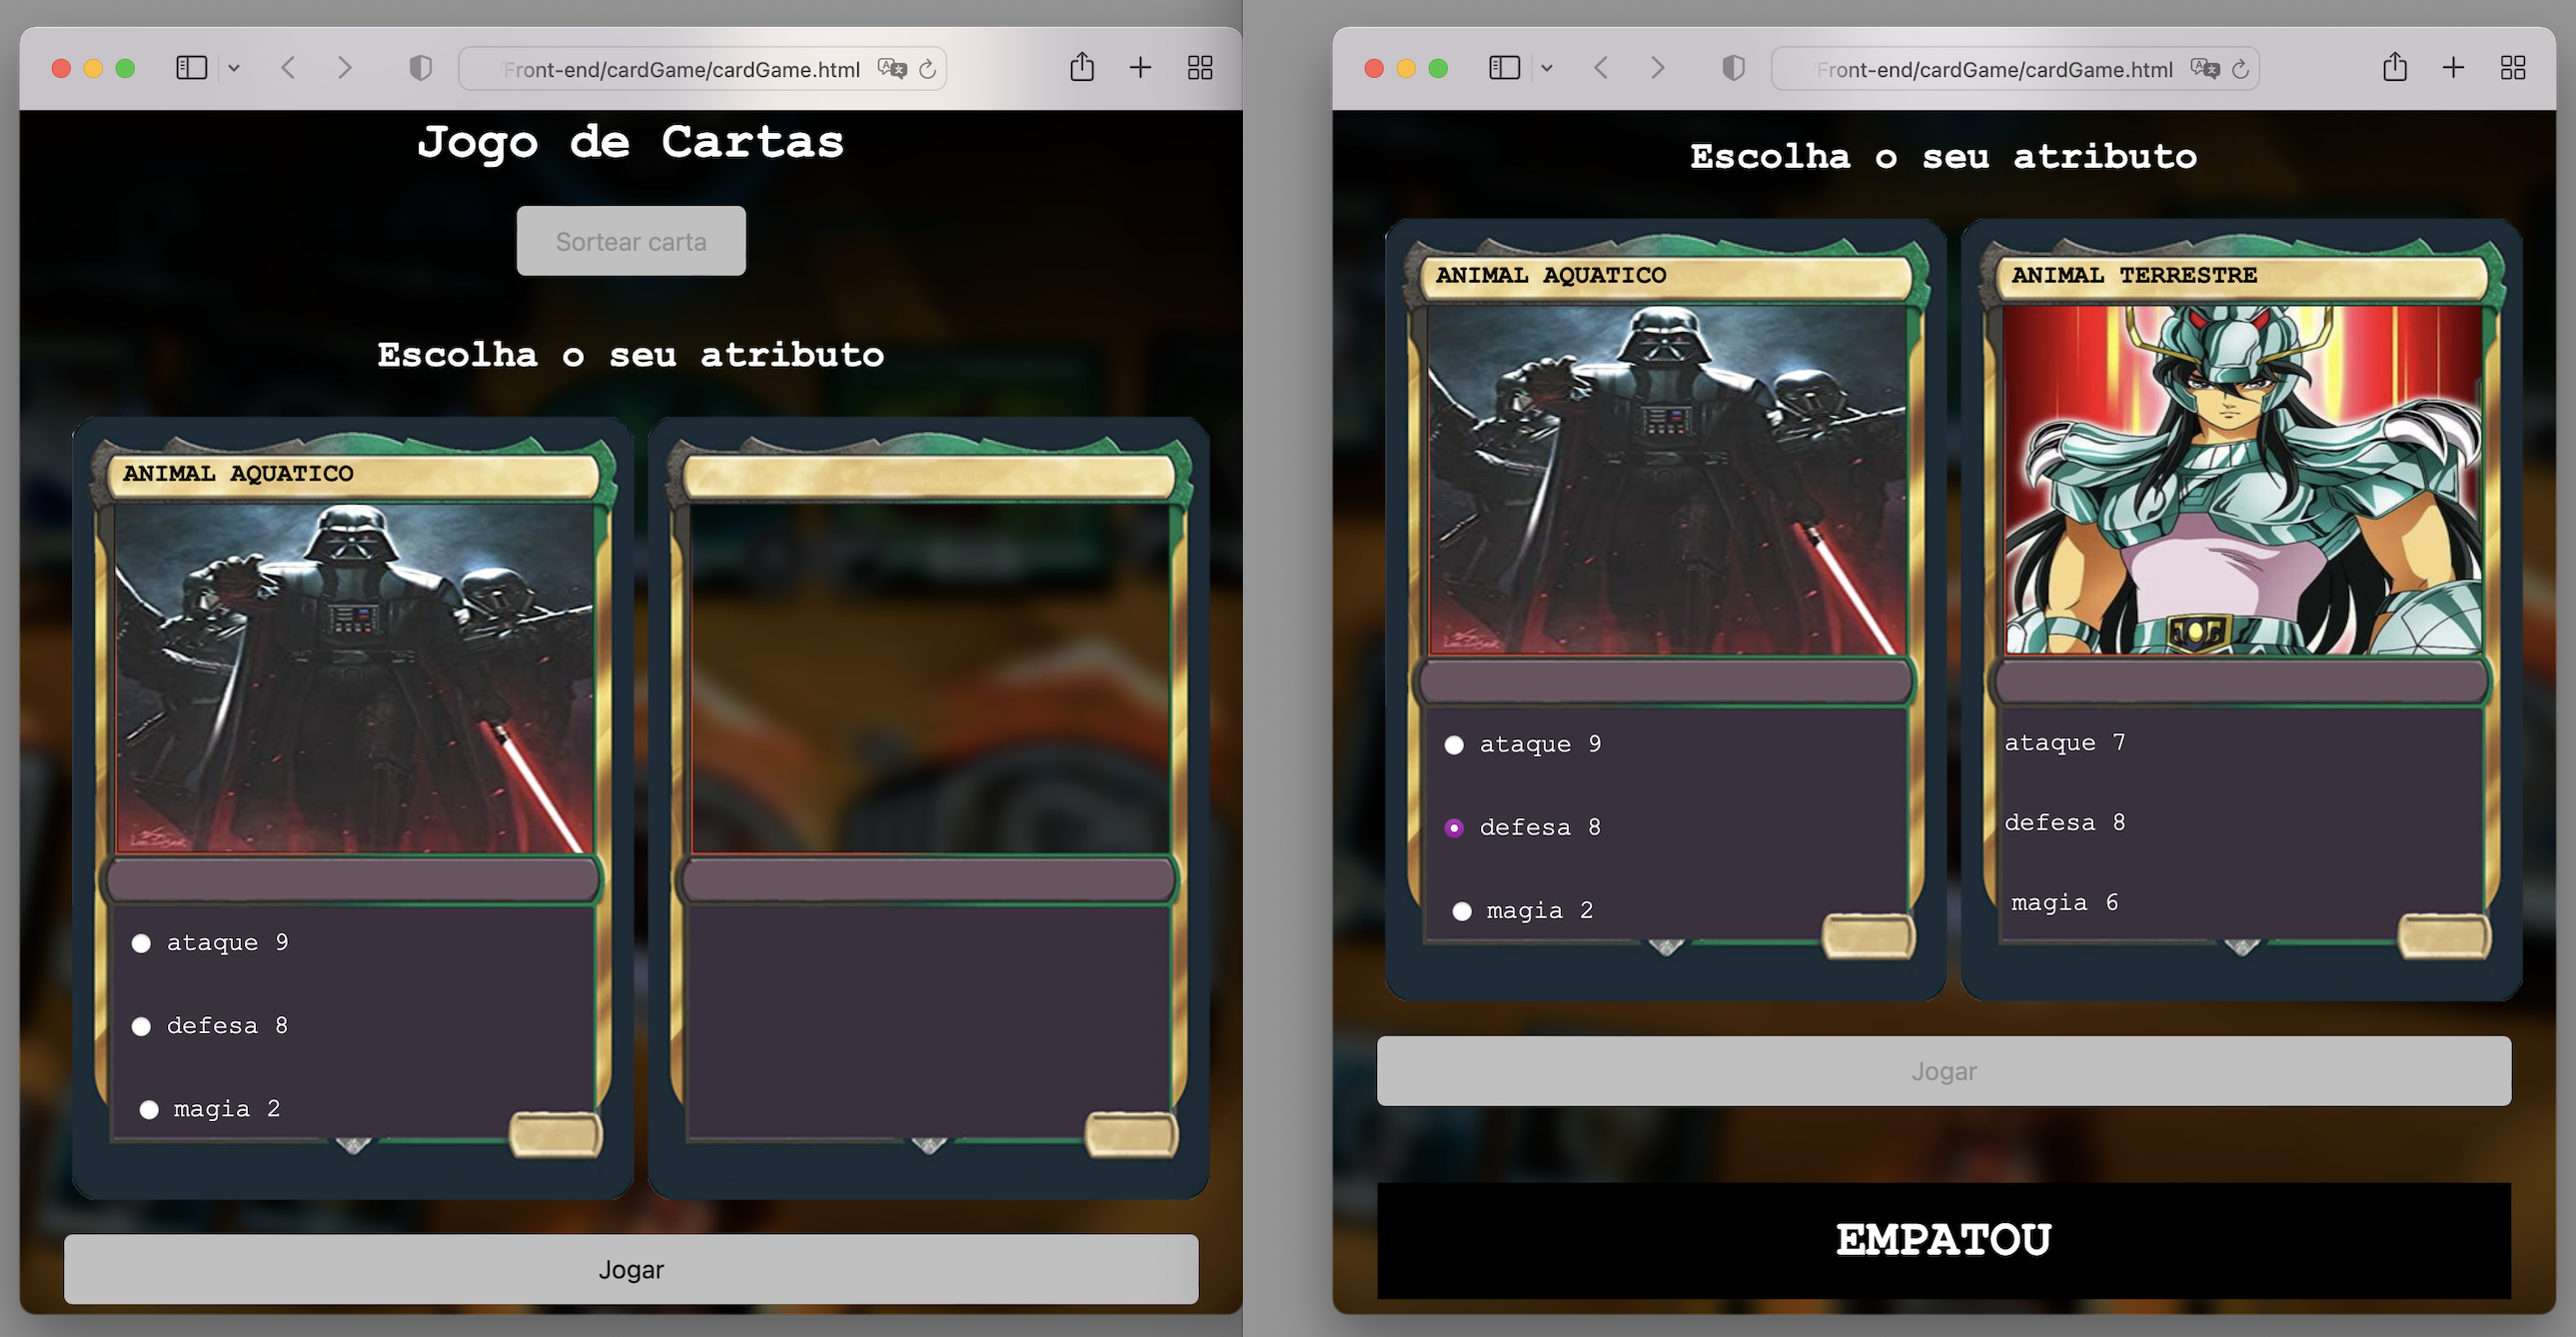 Front-end/cardGame/cardGame.html
Jogo de Cartas
Sortear carta
Escolha o seu atributo
ANIMAL AQUATICO
ataque 9
defesa 8
magia 2
Jogar
Front-end/cardGame/cardGame.html
Escolha o seu atributo
ANIMAL AQUATICO
ataque 9
defesa 8
magia 2
ANIMAL TERRESTRE
ataque 7
defesa 8
magia 6
Jogar
EMPATOU